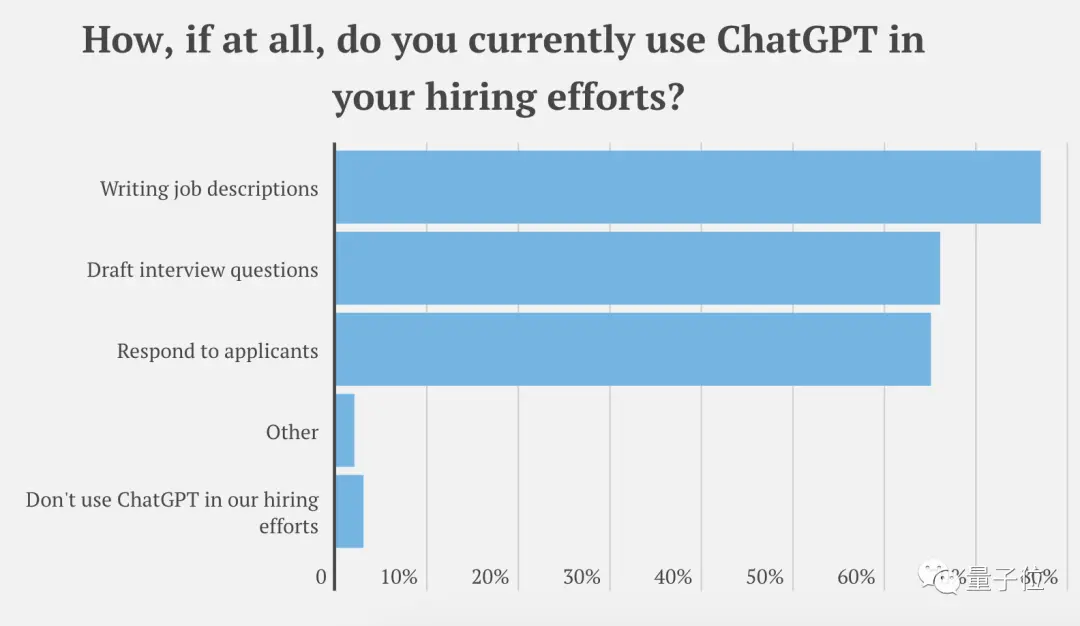 How, if at all, do you currently use ChatGPT in
your hiring efforts?
Writing job descriptions
Draft interview questions
Respond to applicants
Other
Don't use ChatGPT in our hiring
efforts
0 10% 20% 30% 40% 50% 60% 80%
量子位